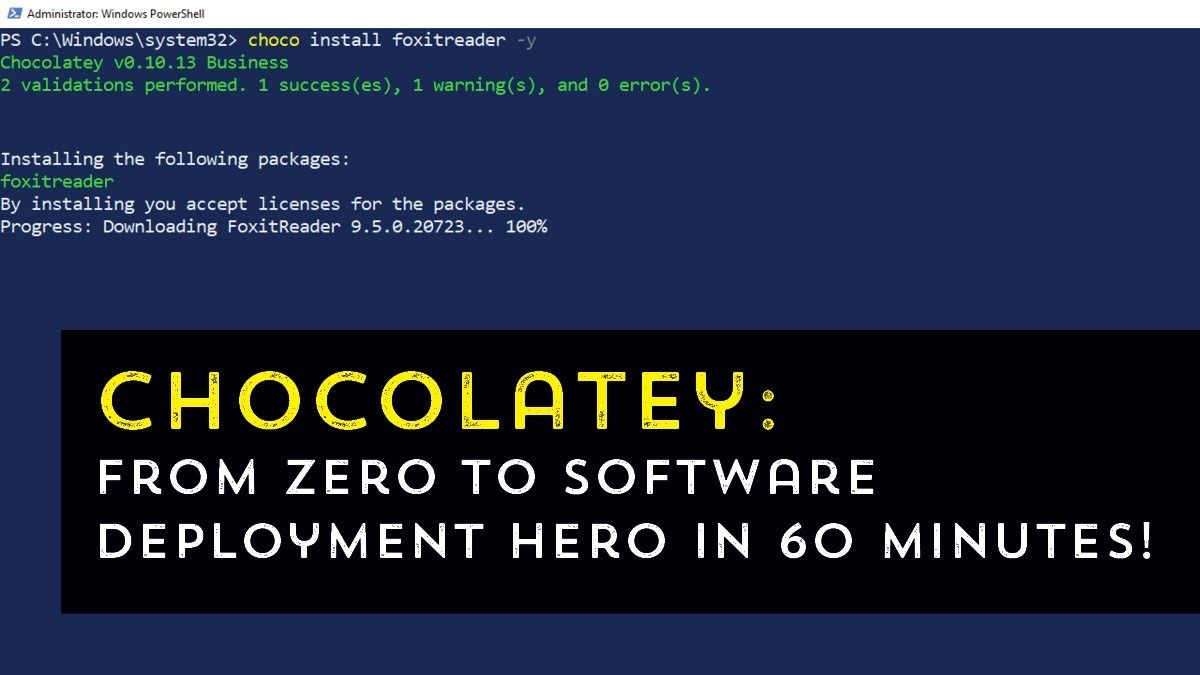 Administrator: Windows PowerShell
PS C:\Windows\system32> choco install foxitreader -y
Chocolatey v0.10.13 Business
2 validations performed. 1 success(es), 1 warning(s), and 0 error(s).
Installing the following packages:
foxitreader
By installing you accept licenses for the packages.
Progress: Downloading FoxitReader 9.5.0.20723... 100%
CHOCOLATEY:
FROM ZERO TO SOFTWARE
DEPLOYMENT HERO IN 60 MINUTES!